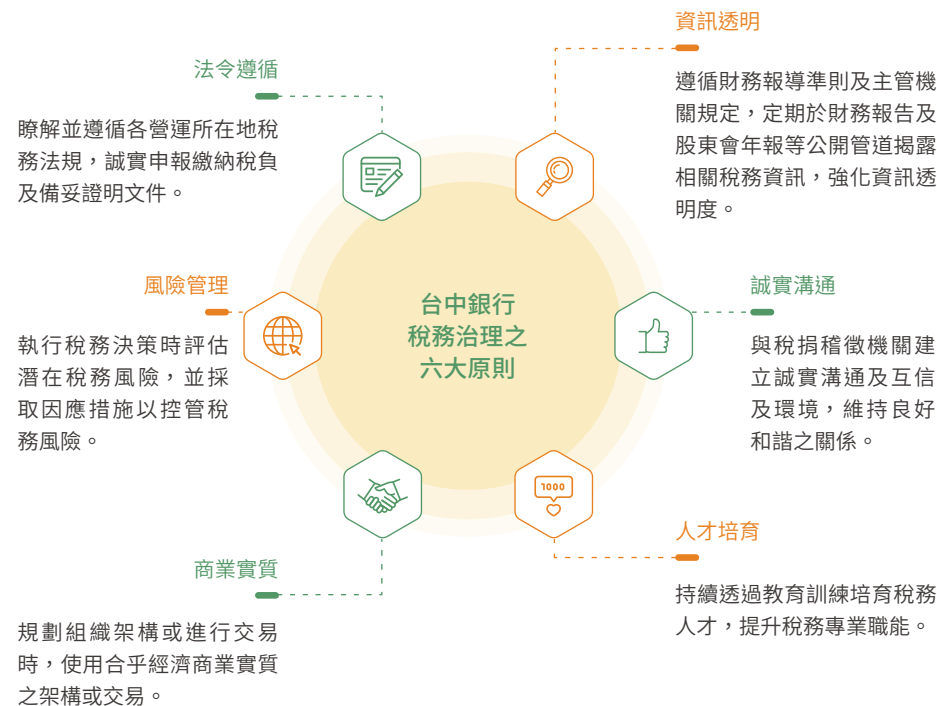 資訊透明
遵循財務報導準則及主管機
關規定，定期於財務報告及
股東會年報等公開管道揭露
相關稅務資訊，強化資訊透
明度。
法令遵循
瞭解並遵循各營運所在地稅
務法規，誠實申報繳納稅負
及備妥證明文件。
風險管理
執行稅務決策時評估
潛在稅務風險，並採
取因應措施以控管稅
務風險。
台中銀行
稅務治理之
六大原則
誠實溝通
與稅捐稽徵機關建
立誠實溝通及互信
及環境，維持良好
和諧之關係。
1000
商業實質
規劃組織架構或進行交易
時，使用合乎經濟商業實質
之架構或交易。
人才培育
持續透過教育訓練培育稅務
人才，提升稅務專業職能。